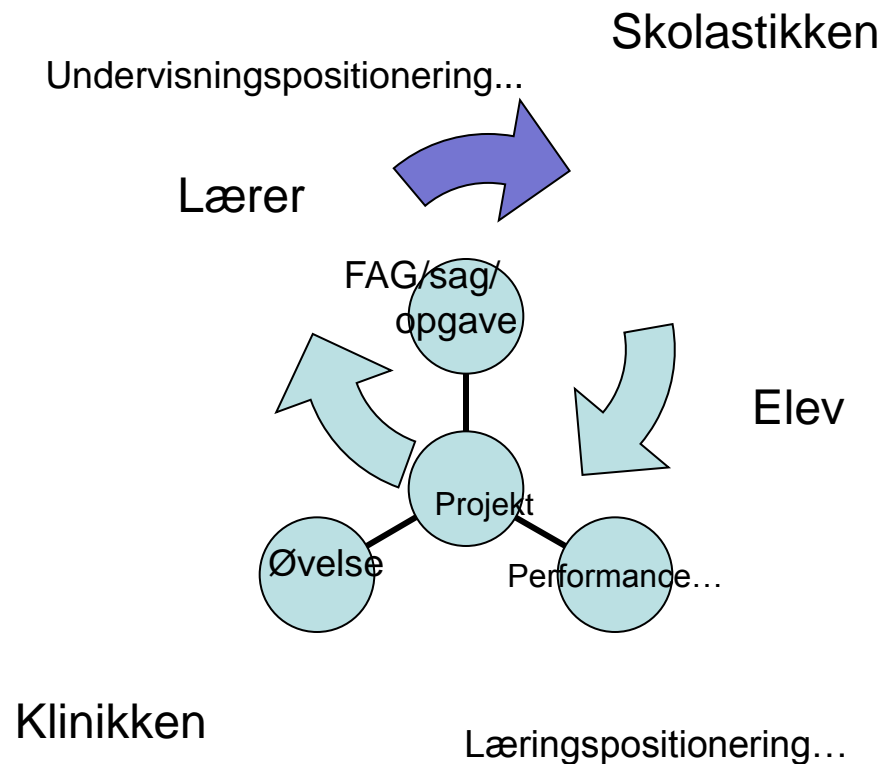 Skolastikken
Undervisningspositionering...
Lærer
FAG/sag/
opgave
Elev
Projekt
Øvelse
Performance…
Klinikken
Læringspositionering…